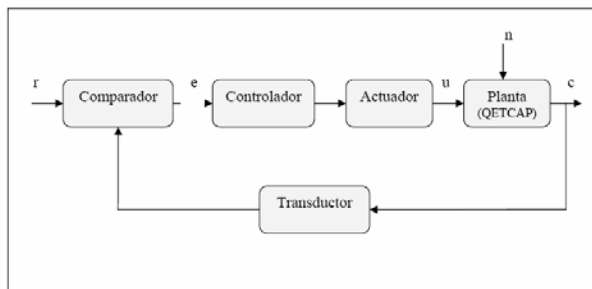 n
r
e
u
c
Comparador
Controlador
Actuador
Planta
(QETCAP)
Transductor